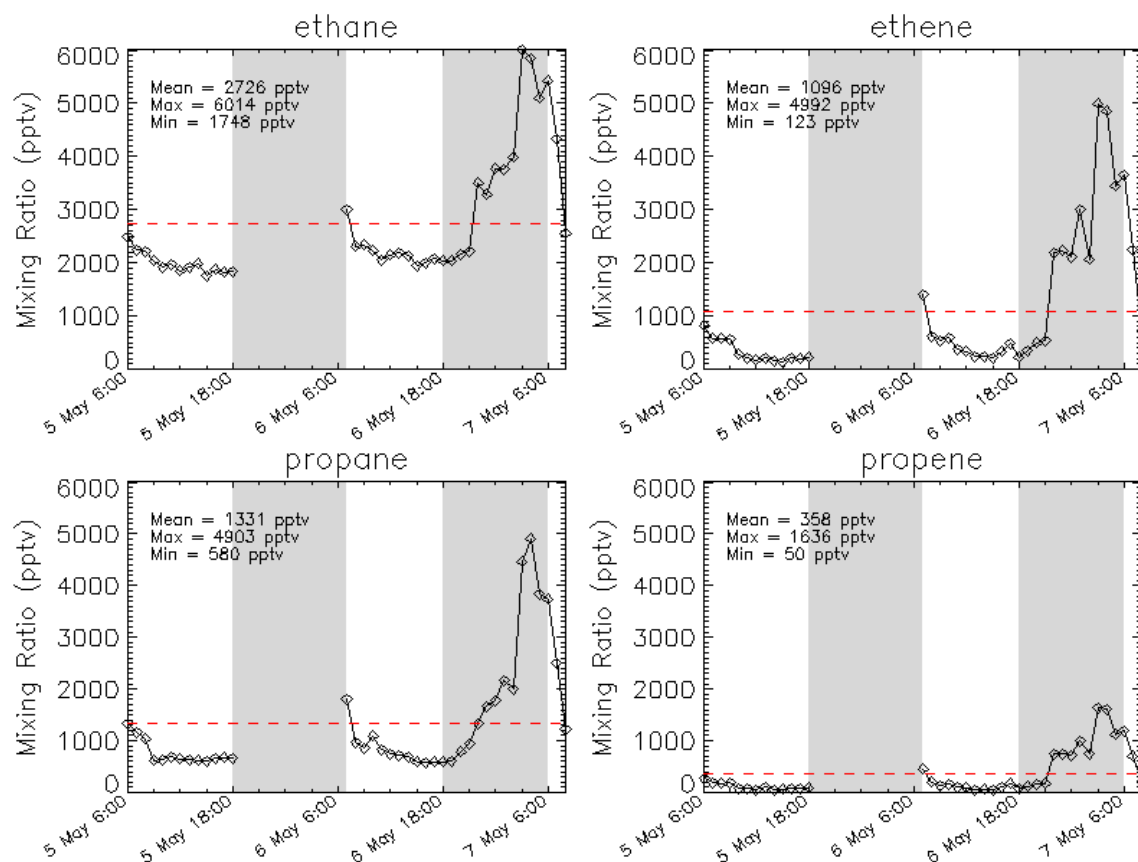 ethane
Mixing Ratio (pptv)
6000
5000
4000
3000
2000
1000
0
Mean = 2726 pptv
Max = 6014 pptv
Min = 1748 pptv
5 May 6:00
5 May 18:00
6 May 6:00
6 May 18:00
7 May 6:00
ethene
Mixing Ratio (pptv)
6000
5000
4000
3000
2000
1000
0
Mean = 1096 pptv
Max = 4992 pptv
Min = 123 pptv
5 May 6:00
5 May 18:00
6 May 6:00
6 May 18:00
7 May 6:00
propane
Mixing Ratio (pptv)
6000
5000
4000
3000
2000
1000
0
Mean = 1331 pptv
Max = 4903 pptv
Min = 580 pptv
5 May 6:00
5 May 18:00
6 May 6:00
6 May 18:00
7 May 6:00
propene
Mixing Ratio (pptv)
6000
5000
4000
3000
2000
1000
0
Mean = 358 pptv
Max = 1636 pptv
Min = 50 pptv
5 May 6:00
5 May 18:00
6 May 6:00
6 May 18:00
7 May 6:00